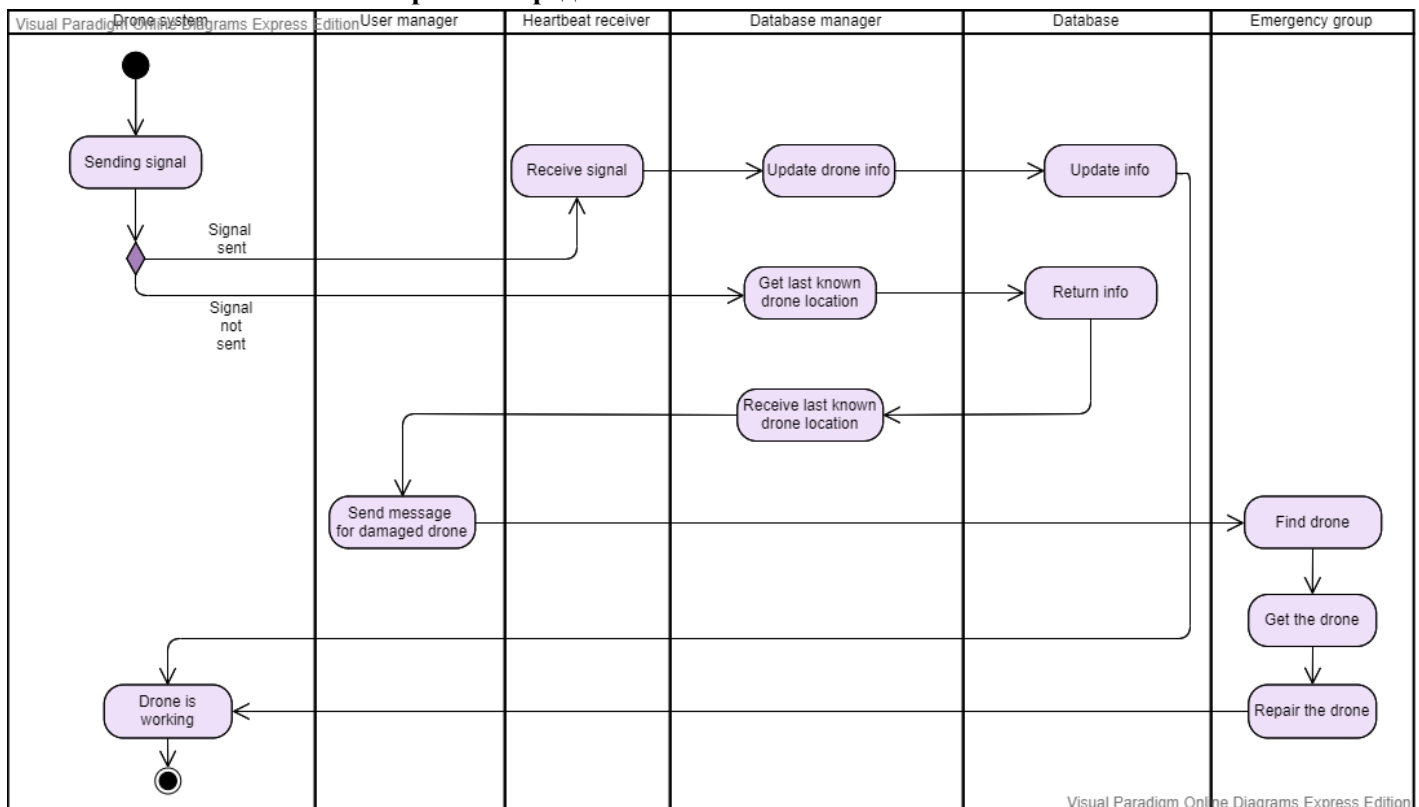 Visual Paradigm Online Diagrams Express Edition
Drone system
User manager
Heartbeat receiver
Database manager
Database
Emergency group
Sending signal
Receive signal
Update drone info
Update info
Signal
sent
Get last known
drone location
Return info
Signal
not
sent
Receive last known
drone location
Send message
for damaged drone
Find drone
Get the drone
Drone is
working
Repair the drone
Visual Paradigm Online Diagrams Express Edition